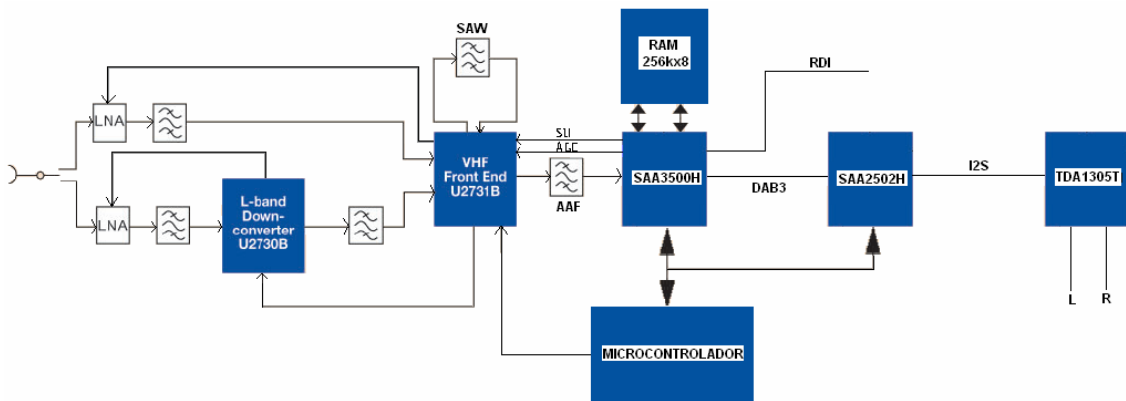 SAW
RAM
256kx8
RDI
LNA
VHF
Front End
U2731B
SLI
AGC
AAF
SAA3500H
DAB3
SAA2502H
I2S
TDA1305T
LNA
L-band
Down-
converter
U2730B
L
R
MICROCONTROLADOR